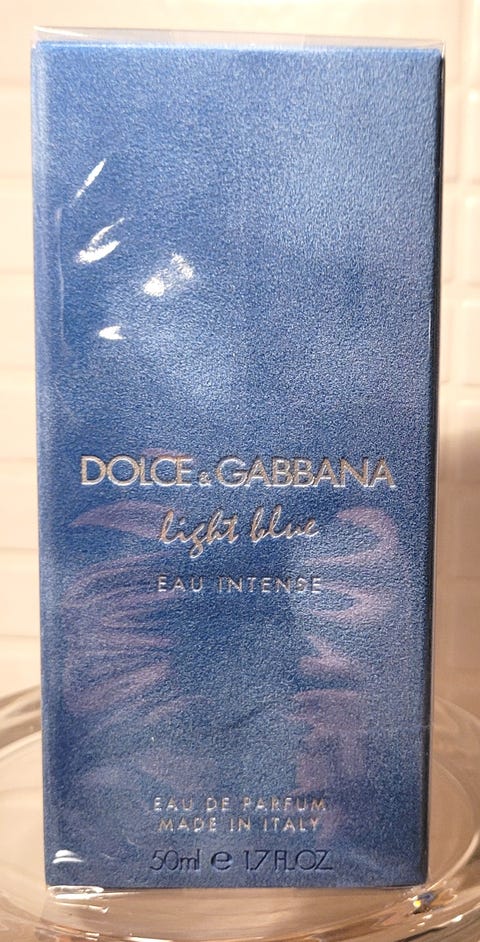 DOLCE & GABBANA
light blue
EAU INTENSE
EAU DE PARFUM
MADE IN ITALY
50ml e 1.7 FL.OZ.